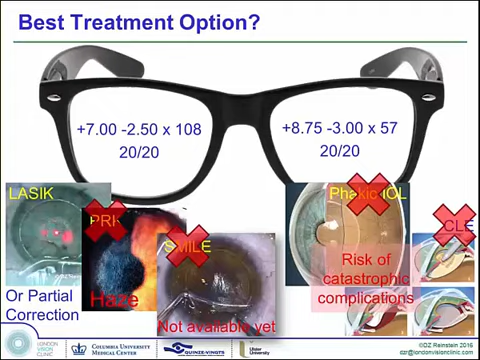 Best Treatment Option?
+7.00 -2.50 x 108
20/20
+8.75 -3.00 x 57
20/20
LASIK
PRK
SMILE
Phakic IOL
CLE
Or Partial
Correction
Haze
Not available yet
Risk of
catastrophic
complications
LONDON
VISION
CLINIC
COLUMBIA UNIVERSITY
MEDICAL CENTER
QUINZE-VINGTS
Ulster
University
©DZ Reinstein 2016
dzr@londonvisionclinic.com